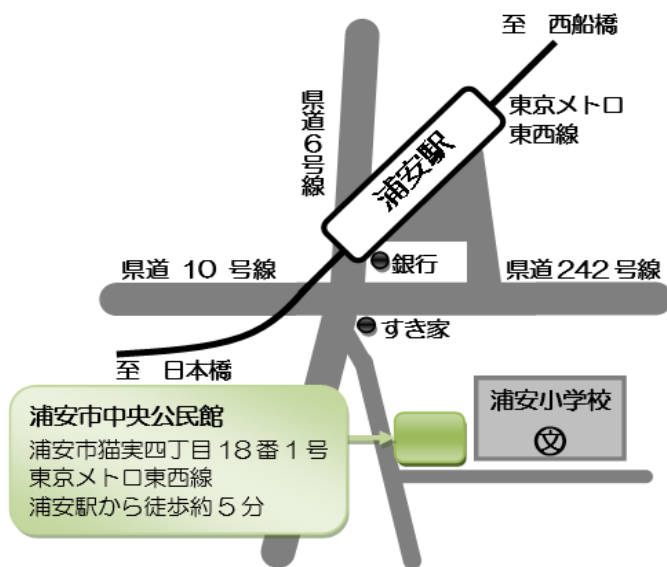 至　西船橋
東京メトロ
東西線
県道6号線
浦安駅
銀行
県道 10 号線
県道242号線
すき家
至　日本橋
浦安市中央公民館
浦安市猫実四丁目18番1号
東京メトロ東西線
浦安駅から徒歩約5分
浦安小学校
文